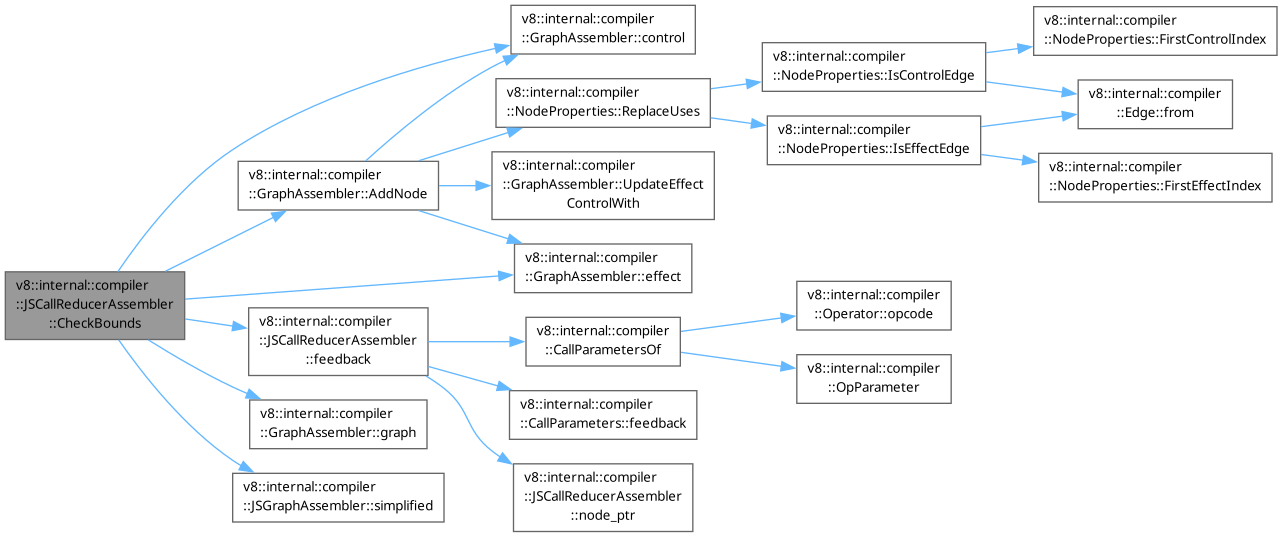 v8::internal::compiler
::JSCallReducerAssembler
::CheckBounds
v8::internal::compiler
::GraphAssembler::control
v8::internal::compiler
::GraphAssembler::AddNode
v8::internal::compiler
::NodeProperties::ReplaceUses
v8::internal::compiler
::NodeProperties::IsControlEdge
v8::internal::compiler
::NodeProperties::FirstControlIndex
v8::internal::compiler
::Edge::from
v8::internal::compiler
::NodeProperties::IsEffectEdge
v8::internal::compiler
::NodeProperties::FirstEffectIndex
v8::internal::compiler
::GraphAssembler::UpdateEffect
ControlWith
v8::internal::compiler
::GraphAssembler::effect
v8::internal::compiler
::JSCallReducerAssembler
::feedback
v8::internal::compiler
::CallParametersOf
v8::internal::compiler
::Operator::opcode
v8::internal::compiler
::OpParameter
v8::internal::compiler
::CallParameters::feedback
v8::internal::compiler
::JSCallReducerAssembler
::node_ptr
v8::internal::compiler
::GraphAssembler::graph
v8::internal::compiler
::JSGraphAssembler::simplified